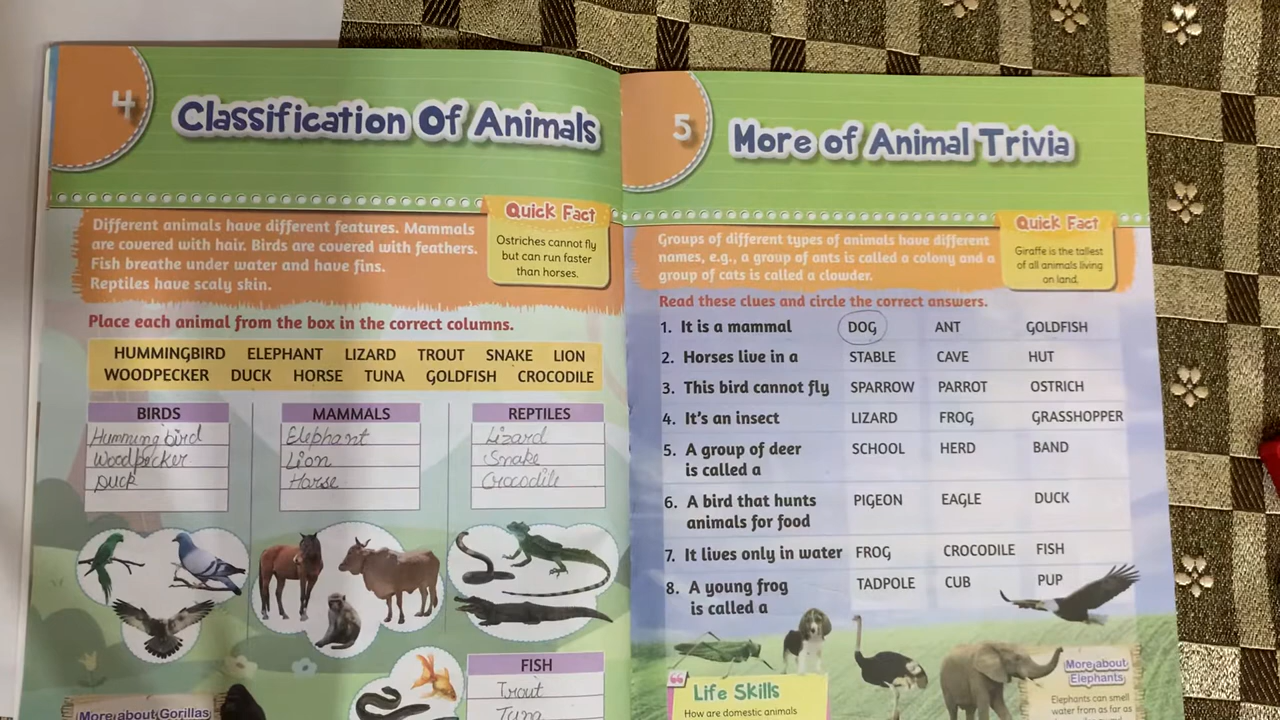 4
Classification Of Animals
Different animals have different features. Mammals
are covered with hair. Birds are covered with feathers.
Fish breathe under water and have fins.
Reptiles have scaly skin.
Quick Fact
Ostriches cannot fly
but can run faster
than horses.
Place each animal from the box in the correct columns.
HUMMINGBIRD ELEPHANT LIZARD TROUT SNAKE LION
WOODPECKER DUCK HORSE TUNA GOLDFISH CROCODILE
BIRDS
Humming bird
Woodpecker
Duck
MAMMALS
Elephant
Lion
Horse
REPTILES
Lizard
Snake
Crocodile
FISH
Trout
Tuna
More about Gorillas
5
More of Animal Trivia
Groups of different types of animals have different
names, e.g., a group of ants is called a colony and a
group of cats is called a clowder.
Quick Fact
Giraffe is the tallest
of all animals living
on land.
Read these clues and circle the correct answers.
1. It is a mammal DOG ANT GOLDFISH
2. Horses live in a STABLE CAVE HUT
3. This bird cannot fly SPARROW PARROT OSTRICH
4. It's an insect LIZARD FROG GRASSHOPPER
5. A group of deer SCHOOL HERD BAND
is called a
6. A bird that hunts PIGEON EAGLE DUCK
animals for food
7. It lives only in water FROG CROCODILE FISH
8. A young frog TADPOLE CUB PUP
is called a
Life Skills
How are domestic animals
More about
Elephants
Elephants can smell
water from as far as